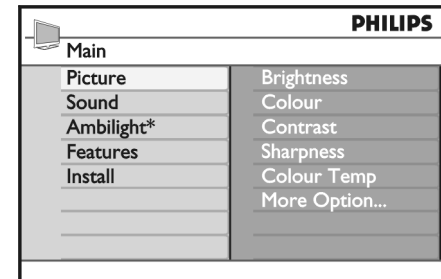 PHILIPS
Main
Picture
Sound
Ambilight*
Features
Install
Brightness
Colour
Contrast
Sharpness
Colour Temp
More Option...